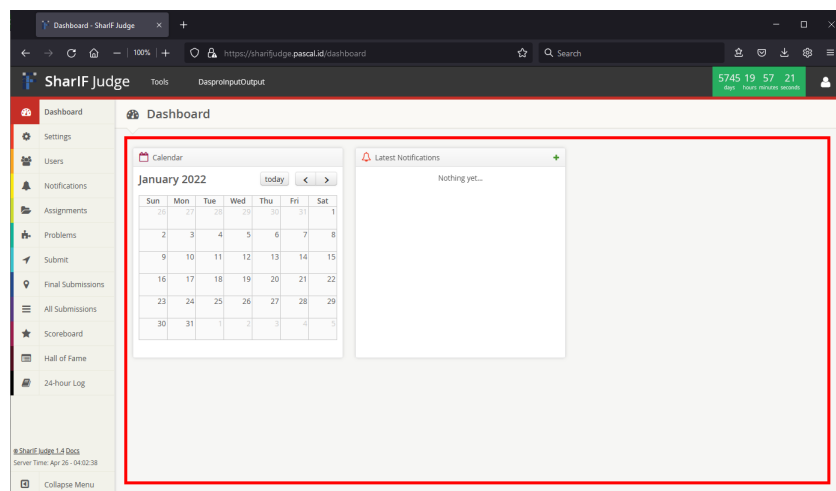 Dashboard - SharIF Judge
100%
https://sharifjudge.pascal.id/dashboard
Search
SharIF Judge
Tools
DasproInputOutput
5745 19 57 21
days hours minutes seconds
Dashboard
Settings
Users
Notifications
Assignments
Problems
Submit
Final Submissions
All Submissions
Scoreboard
Hall of Fame
24-hour Log
© SharIF Judge 1.4 Docs
Server Time: Apr 26 - 04:02:38
Collapse Menu
Dashboard
Calendar
January 2022
today
Sun Mon Tue Wed Thu Fri Sat
26 27 28 29 30 31 1
2 3 4 5 6 7 8
9 10 11 12 13 14 15
16 17 18 19 20 21 22
23 24 25 26 27 28 29
30 31 1 2 3 4 5
Latest Notifications
Nothing yet...